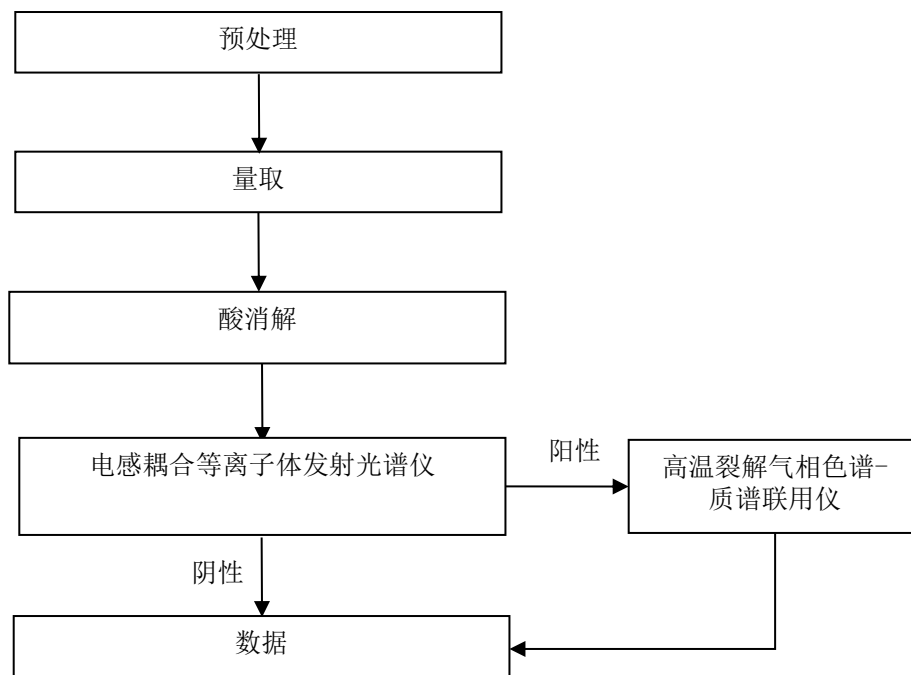 预处理
量取
酸消解
电感耦合等离子体发射光谱仪
阳性
高温裂解气相色谱-
质谱联用仪
阴性
数据